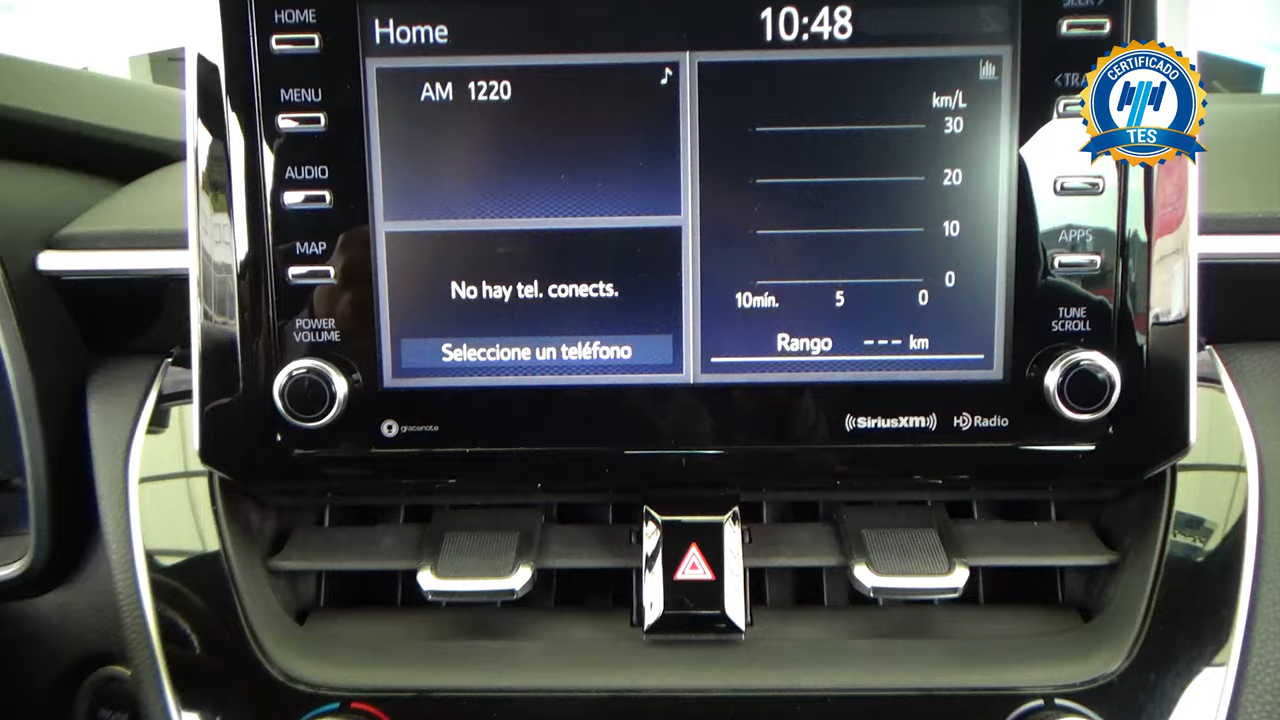 HOME
Home
10:48
SEEK >
MENU
AM 1220
km/L
30
20
10
0
10mín. 5 0
Rango --- km
AUDIO
MAP
No hay tel. conects.
Seleccione un teléfono
POWER
VOLUME
APPS
TUNE
SCROLL
gracenote
((SiriusXM))
HD Radio
CERTIFICADO
TES